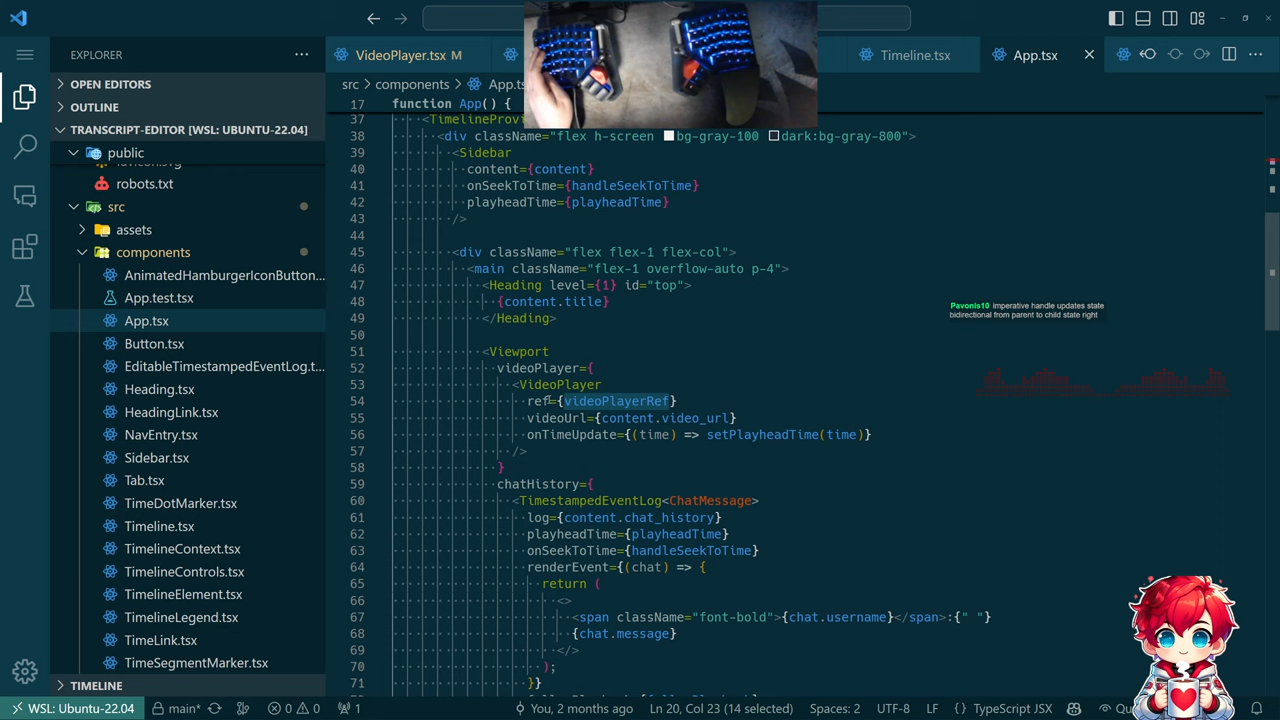 EXPLORER
OPEN EDITORS
OUTLINE
TRANSCRIPT-EDITOR [WSL: UBUNTU-22.04]
public
robots.txt
src
assets
components
AnimatedHamburgerIconButton...
App.test.tsx
App.tsx
Button.tsx
EditableTimestampedEventLog.t...
Heading.tsx
HeadingLink.tsx
NavEntry.tsx
Sidebar.tsx
Tab.tsx
TimeDotMarker.tsx
Timeline.tsx
TimelineContext.tsx
TimelineControls.tsx
TimelineElement.tsx
TimelineLegend.tsx
TimeLink.tsx
TimeSegmentMarker.tsx
TIMELINE
VideoPlayer.tsx M
Timeline.tsx
App.tsx
src > components > App.ts
17 function App() {
37 <TimelineProvi
38 <div className="flex h-screen bg-gray-100 dark:bg-gray-800">
39 <Sidebar
40 content={content}
41 onSeekToTime={handleSeekToTime}
42 playheadTime={playheadTime}
43 />
44
45 <div className="flex flex-1 flex-col">
46 <main className="flex-1 overflow-auto p-4">
47 <Heading level={1} id="top">
48 {content.title}
49 </Heading>
50
51 <Viewport
52 videoPlayer={
53 <VideoPlayer
54 ref={videoPlayerRef}
55 videoUrl={content.video_url}
56 onTimeUpdate={(time) => setPlayheadTime(time)}
57 />
58 }
59 chatHistory={
60 <TimestampedEventLog<ChatMessage>
61 log={content.chat_history}
62 playheadTime={playheadTime}
63 onSeekToTime={handleSeekToTime}
64 renderEvent={(chat) => {
65 return (
66 <>
67 <span className="font-bold">{chat.username}</span>:{" "}
68 {chat.message}
69 </>
70 );
71 }}
Pavonis10 imperative handle updates state
bidirectional from parent to child state right
WSL: Ubuntu-22.04
main*
0 0
1
You, 2 months ago
Ln 20, Col 23 (14 selected)
Spaces: 2
UTF-8
LF
{} TypeScript JSX